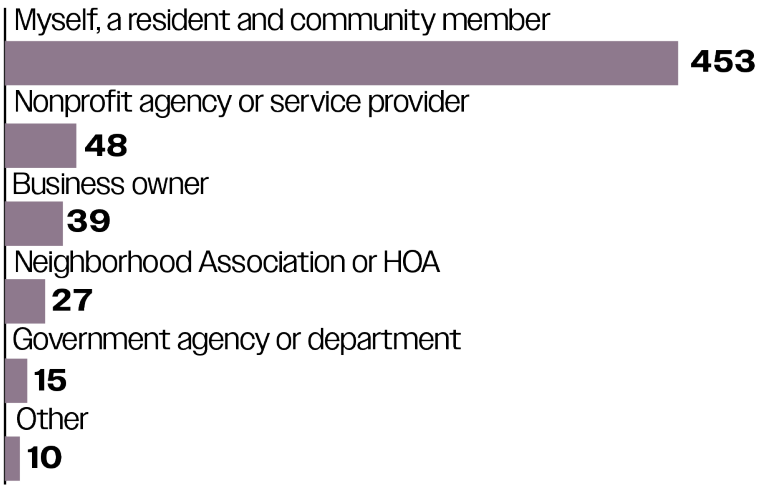 Myself, a resident and community member
453
Nonprofit agency or service provider
48
Business owner
39
Neighborhood Association or HOA
27
Government agency or department
15
Other
10